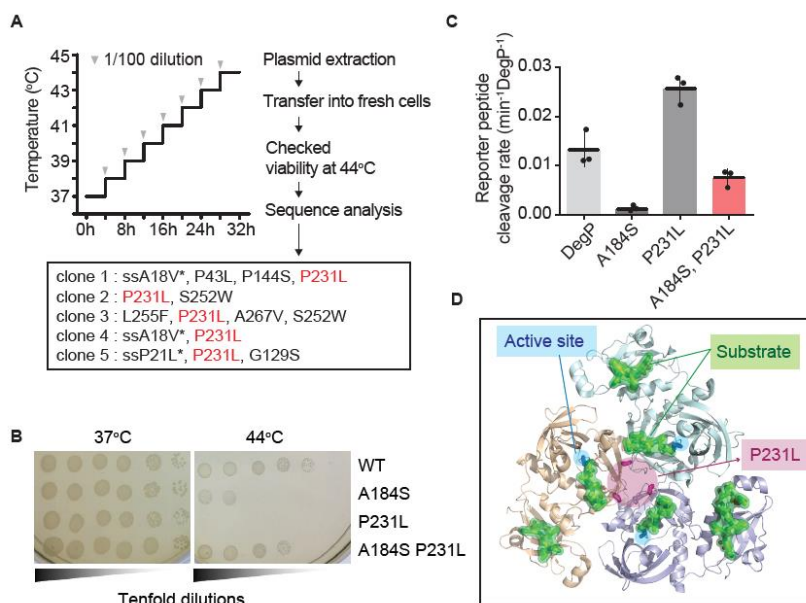 A
Temperature (ºC)
45
43
41
39
37
1/100 dilution
0h 8h 16h 24h 32h
Plasmid extraction
Transfer into fresh cells
Checked
viability at 44ºC
Sequence analysis
clone 1 : ssA18V*, P43L, P144S, P231L
clone 2 : P231L, S252W
clone 3 : L255F, P231L, A267V, S252W
clone 4 : ssA18V*, P231L
clone 5 : ssP21L*, P231L, G129S
B
37ºC 44ºC
WT
A184S
P231L
A184S P231L
Tenfold dilutions
C
Reporter peptide
cleavage rate (min⁻¹DegP⁻¹)
0.03
0.02
0.01
0.00
DegP
A184S
P231L
A184S, P231L
D
Active site
Substrate
P231L